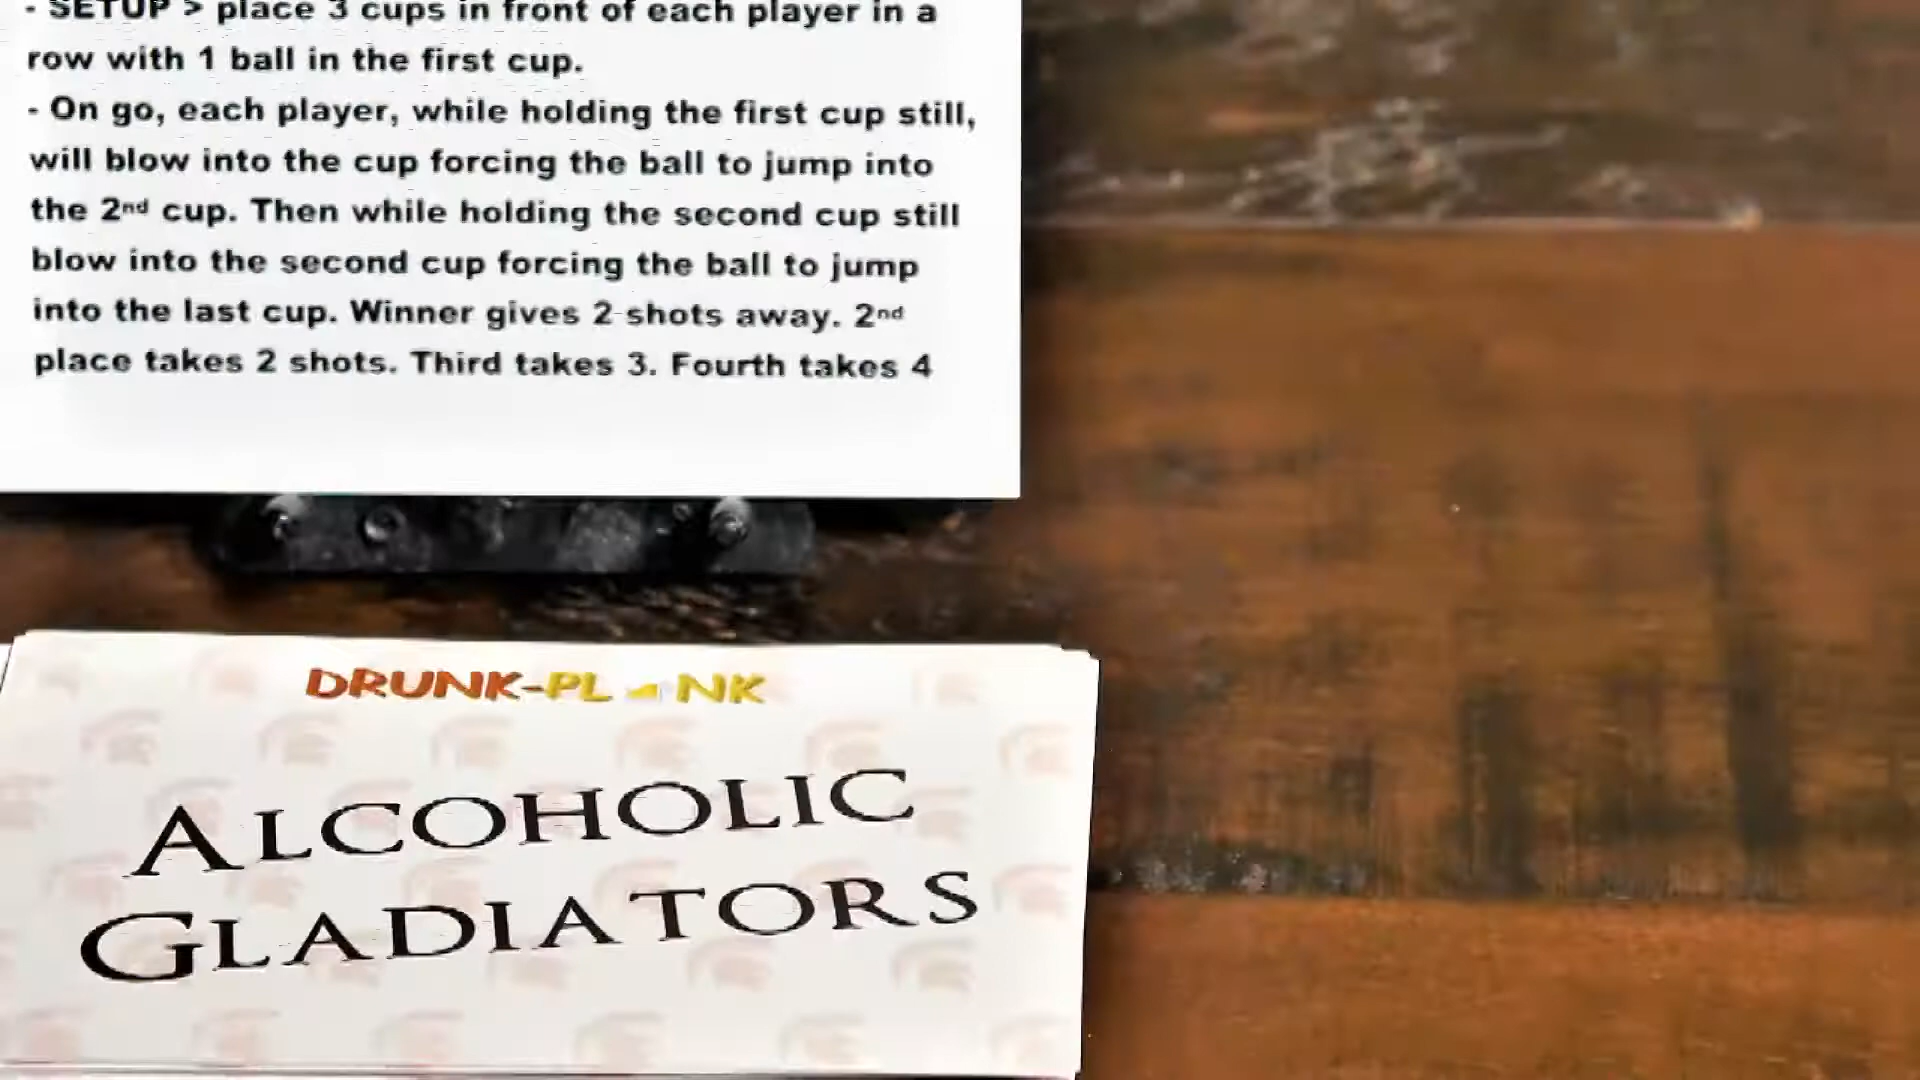 - SETUP > place 3 cups in front of each player in a
row with 1 ball in the first cup.
- On go, each player, while holding the first cup still,
will blow into the cup forcing the ball to jump into
the 2nd cup. Then while holding the second cup still
blow into the second cup forcing the ball to jump
into the last cup. Winner gives 2 shots away. 2nd
place takes 2 shots. Third takes 3. Fourth takes 4
DRUNK-PL NK
ALCOHOLIC
GLADIATORS